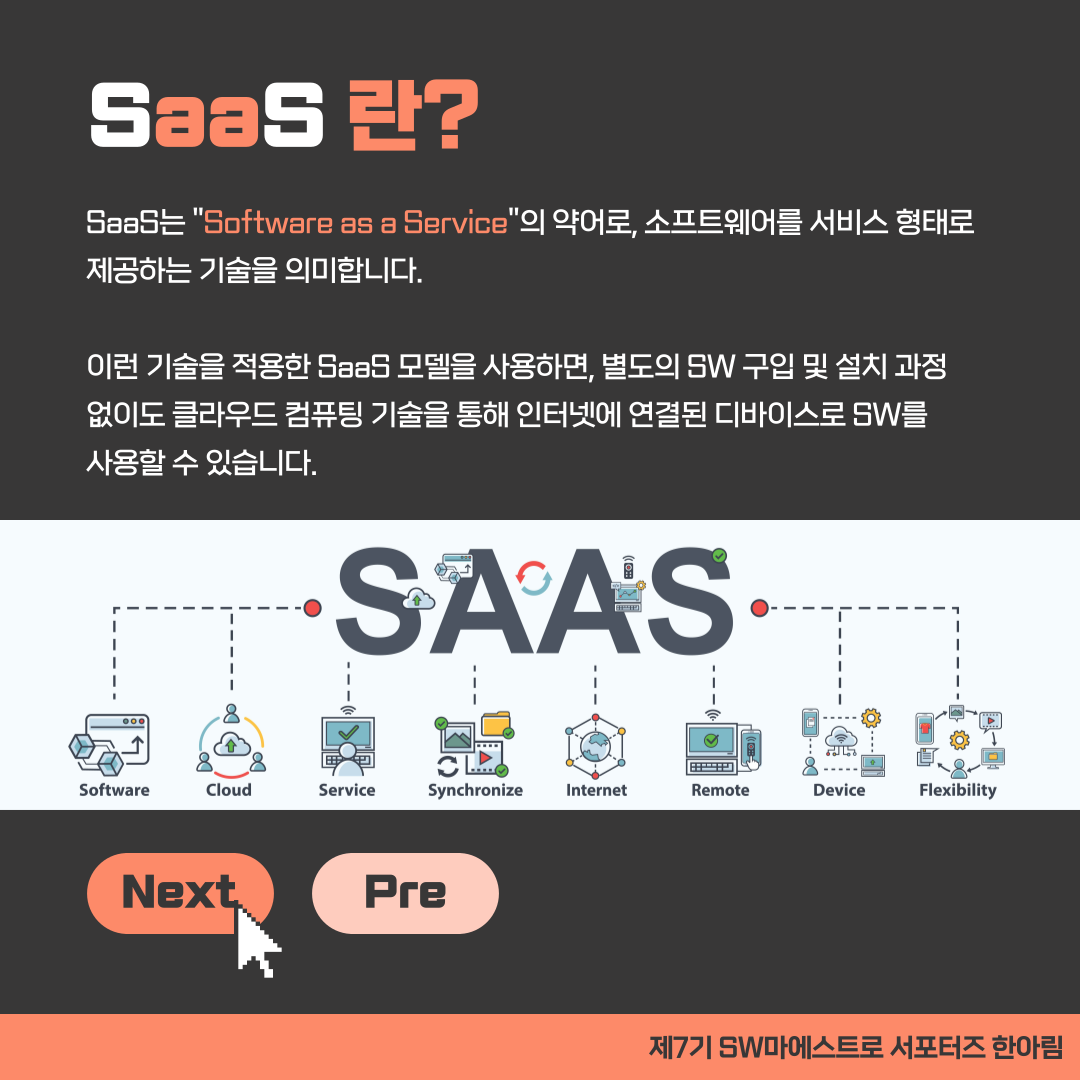 SaaS 란?
SaaS는 "Software as a Service"의 약어로, 소프트웨어를 서비스 형태로
제공하는 기술을 의미합니다.
이런 기술을 적용한 SaaS 모델을 사용하면, 별도의 SW 구입 및 설치 과정
없이도 클라우드 컴퓨팅 기술을 통해 인터넷에 연결된 디바이스로 SW를
사용할 수 있습니다.
SAAS
Software Cloud Service Synchronize Internet Remote Device Flexibility
Next Pre
제7기 SW마에스트로 서포터즈 한아림